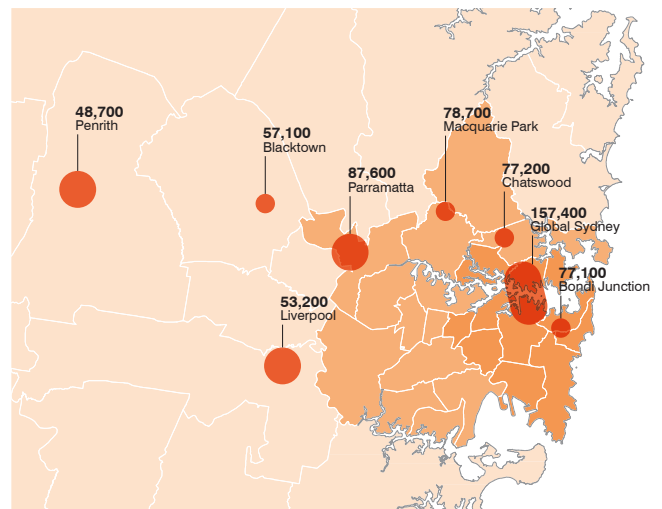 48,700
Penrith
57,100
Blacktown
87,600
Parramatta
78,700
Macquarie Park
77,200
Chatswood
157,400
Global Sydney
77,100
Bondi Junction
53,200
Liverpool